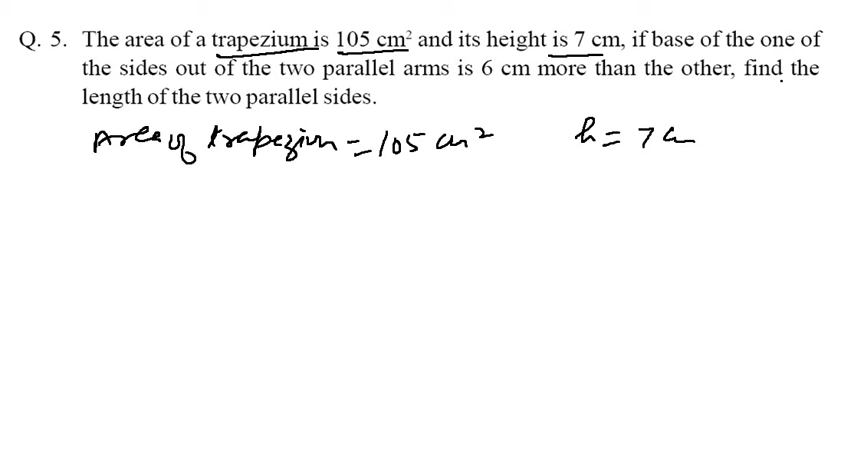 Q. 5. The area of a trapezium is 105 cm² and its height is 7 cm, if base of the one of
the sides out of the two parallel arms is 6 cm more than the other, find the
length of the two parallel sides.
Area of trapezium = 105 cm² h = 7 cm